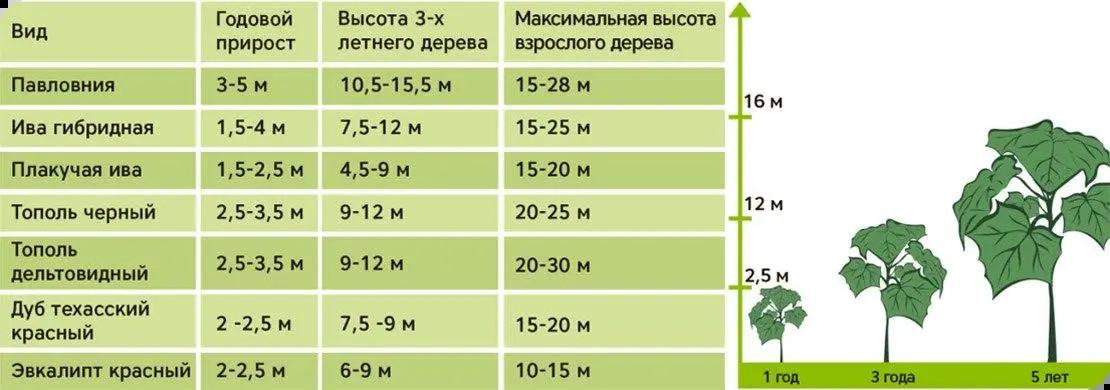 Вид
Годовой
прирост
Высота 3-х
летнего дерева
Максимальная высота
взрослого дерева
Павловния
3-5 м
10,5-15,5 м
15-28 м
Ива гибридная
1,5-4 м
7,5-12 м
15-25 м
Плакучая ива
1,5-2,5 м
4,5-9 м
15-20 м
Тополь черный
2,5-3,5 м
9-12 м
20-25 м
Тополь
дельтовидный
2,5-3,5 м
9-12 м
20-30 м
Дуб техасский
красный
2 -2,5 м
7,5 -9 м
15-20 м
Эвкалипт красный
2-2,5 м
6-9 м
10-15 м
16 м
12 м
2,5 м
1 год
3 года
5 лет